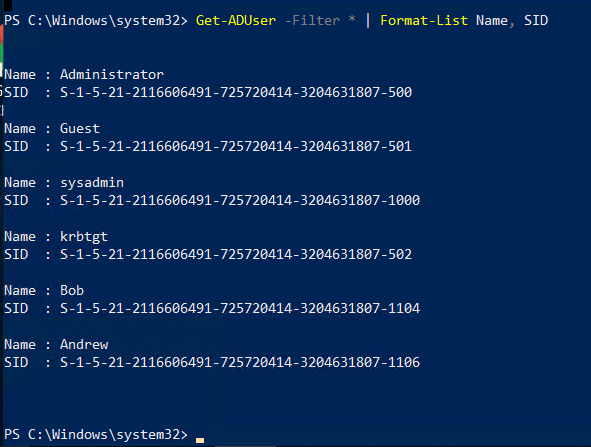 PS C:\Windows\system32> Get-ADUser -Filter * | Format-List Name, SID
Name : Administrator
SID  : S-1-5-21-2116606491-725720414-3204631807-500
Name : Guest
SID  : S-1-5-21-2116606491-725720414-3204631807-501
Name : sysadmin
SID  : S-1-5-21-2116606491-725720414-3204631807-1000
Name : krbtgt
SID  : S-1-5-21-2116606491-725720414-3204631807-502
Name : Bob
SID  : S-1-5-21-2116606491-725720414-3204631807-1104
Name : Andrew
SID  : S-1-5-21-2116606491-725720414-3204631807-1106
PS C:\Windows\system32>